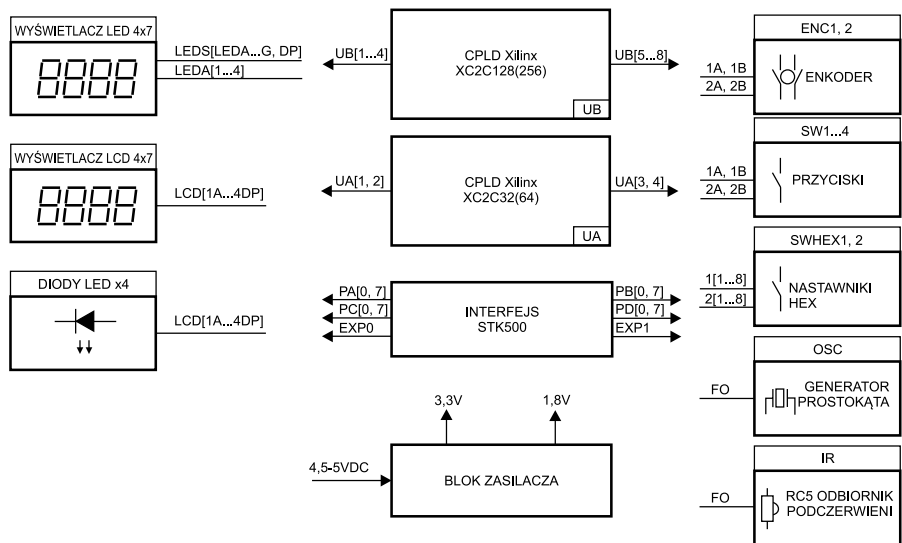 WYŚWIETLACZ LED 4x7
LEDS[LEDA...G, DP]
LEDA[1...4]
WYŚWIETLACZ LCD 4x7
LCD[1A...4DP]
DIODY LED x4
LCD[1A...4DP]
UB[1...4]
CPLD Xilinx
XC2C128(256)
UB
UB[5...8]
UA[1, 2]
CPLD Xilinx
XC2C32(64)
UA
UA[3, 4]
PA[0, 7]
PC[0, 7]
EXP0
INTERFEJS
STK500
PB[0, 7]
PD[0, 7]
EXP1
3,3V
1,8V
4,5-5VDC
BLOK ZASILACZA
ENC1, 2
1A, 1B
2A, 2B
ENKODER
SW1...4
1A, 1B
2A, 2B
PRZYCISKI
SWHEX1, 2
1[1...8]
2[1...8]
NASTAWNIKI
HEX
OSC
FO
GENERATOR
PROSTOKĄTA
IR
FO
RC5 ODBIORNIK
PODCZERWIENI